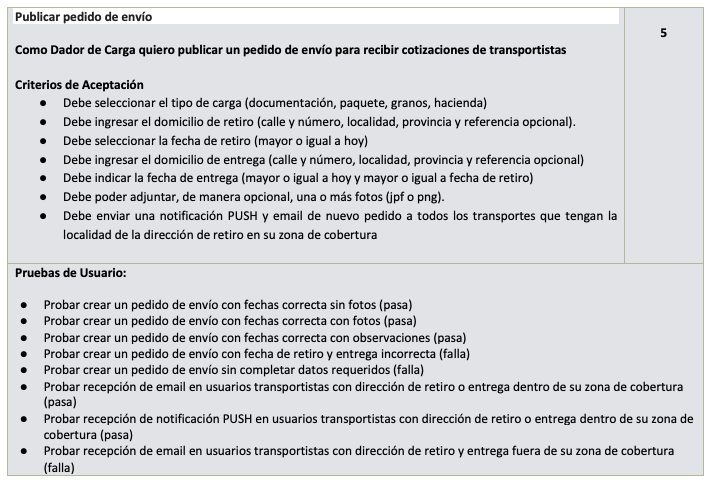 Publicar pedido de envío
5
Como Dador de Carga quiero publicar un pedido de envío para recibir cotizaciones de transportistas
Criterios de Aceptación
● Debe seleccionar el tipo de carga (documentación, paquete, granos, hacienda)
● Debe ingresar el domicilio de retiro (calle y número, localidad, provincia y referencia opcional).
● Debe seleccionar la fecha de retiro (mayor o igual a hoy)
● Debe ingresar el domicilio de entrega (calle y número, localidad, provincia y referencia opcional)
● Debe indicar la fecha de entrega (mayor o igual a hoy y mayor o igual a fecha de retiro)
● Debe poder adjuntar, de manera opcional, una o más fotos (jpf o png).
● Debe enviar una notificación PUSH y email de nuevo pedido a todos los transportes que tengan la
localidad de la dirección de retiro en su zona de cobertura
Pruebas de Usuario:
● Probar crear un pedido de envío con fechas correcta sin fotos (pasa)
● Probar crear un pedido de envío con fechas correcta con fotos (pasa)
● Probar crear un pedido de envío con fechas correcta con observaciones (pasa)
● Probar crear un pedido de envío con fecha de retiro y entrega incorrecta (falla)
● Probar crear un pedido de envío sin completar datos requeridos (falla)
● Probar recepción de email en usuarios transportistas con dirección de retiro o entrega dentro de su zona de cobertura
(pasa)
● Probar recepción de notificación PUSH en usuarios transportistas con dirección de retiro o entrega dentro de su zona de
cobertura (pasa)
● Probar recepción de email en usuarios transportistas con dirección de retiro y entrega fuera de su zona de cobertura
(falla)